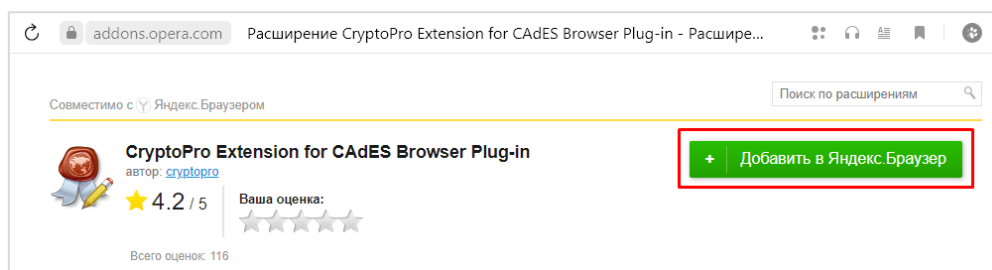 addons.opera.com Расширение CryptoPro Extension for CAdES Browser Plug-in - Расшире...
Совместимо с Y Яндекс.Браузером
Поиск по расширениям
CryptoPro Extension for CAdES Browser Plug-in
автор: cryptopro
+ Добавить в Яндекс.Браузер
4.2 / 5
Ваша оценка:
Всего оценок: 116